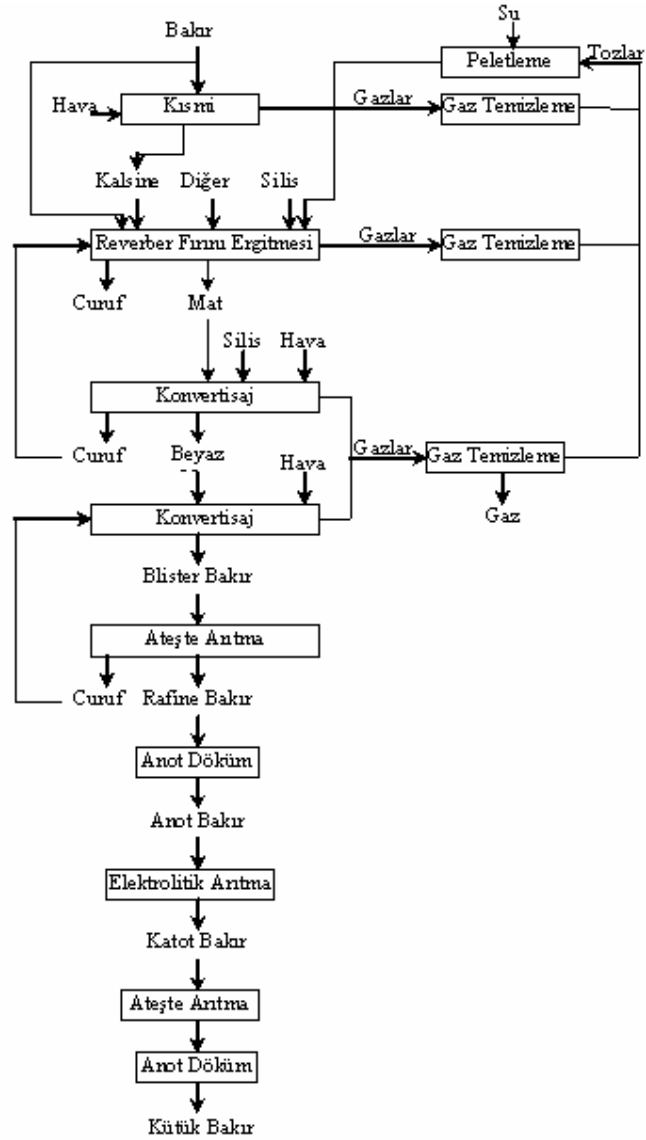 Su
Bakır
Peletleme
Tozlar
Hava
Kısmi
Gazlar
Gaz Temizleme
Kalsine
Diğer
Silis
Reverber Fırını Ergitmesi
Gazlar
Gaz Temizleme
Curuf
Mat
Silis
Hava
Konvertisaj
Curuf
Beyaz
Hava
Gazlar
Gaz Temizleme
Konvertisaj
Gaz
Blister Bakır
Ateşte Arıtma
Curuf
Rafine Bakır
Anot Döküm
Anot Bakır
Elektrolitik Arıtma
Katot Bakır
Ateşte Arıtma
Anot Döküm
Kütük Bakır